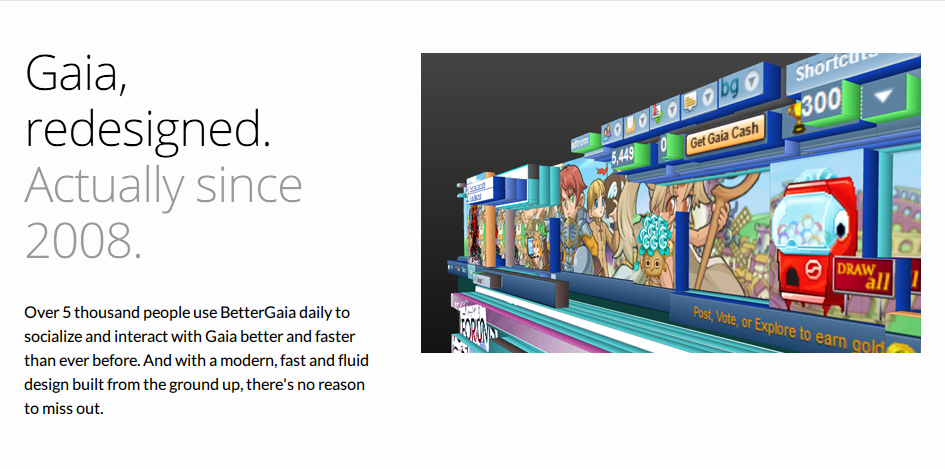 Gaia,
redesigned.
Actually since
2008.
Over 5 thousand people use BetterGaia daily to
socialize and interact with Gaia better and faster
than ever before. And with a modern, fast and fluid
design built from the ground up, there's no reason
to miss out.
bg
Shortcuts
300
5,449
0
Get Gaia Cash
DRAW
all
Post, Vote, or Explore to earn gold
FORUM